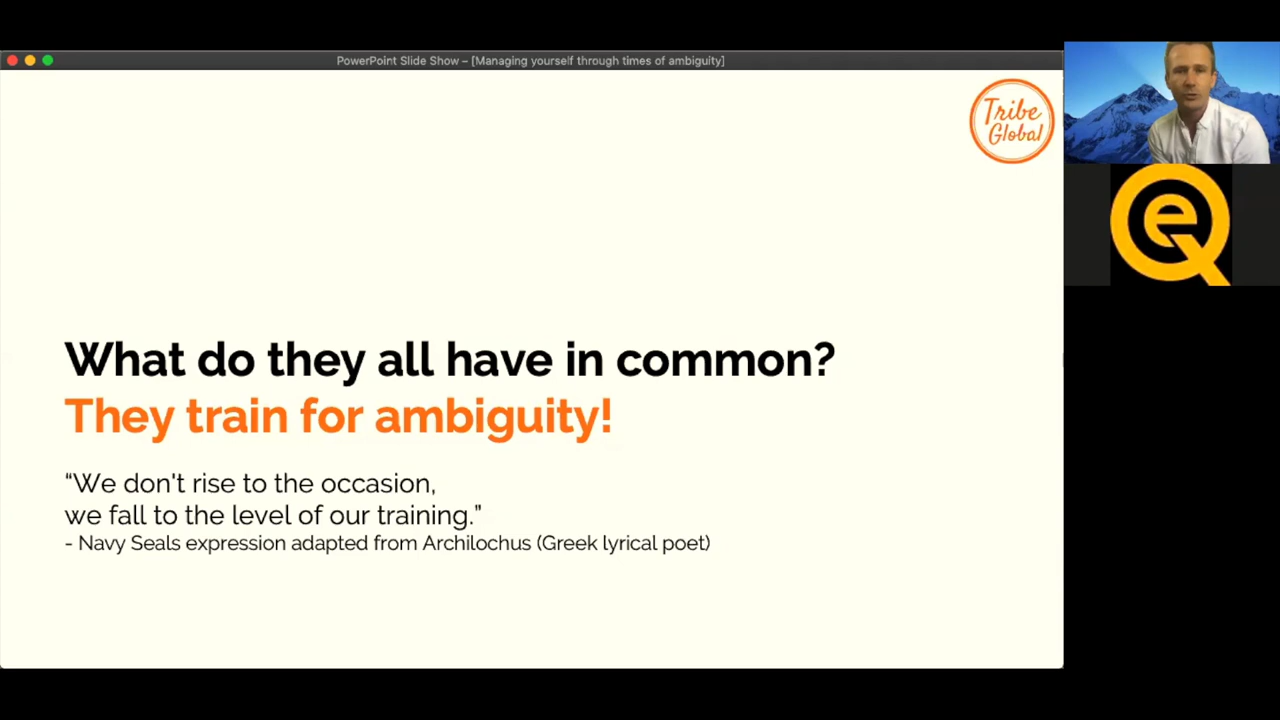 PowerPoint Slide Show – [Managing yourself through times of ambiguity]
Tribe
Global
eQ
What do they all have in common?
They train for ambiguity!
“We don't rise to the occasion,
we fall to the level of our training.”
- Navy Seals expression adapted from Archilochus (Greek lyrical poet)